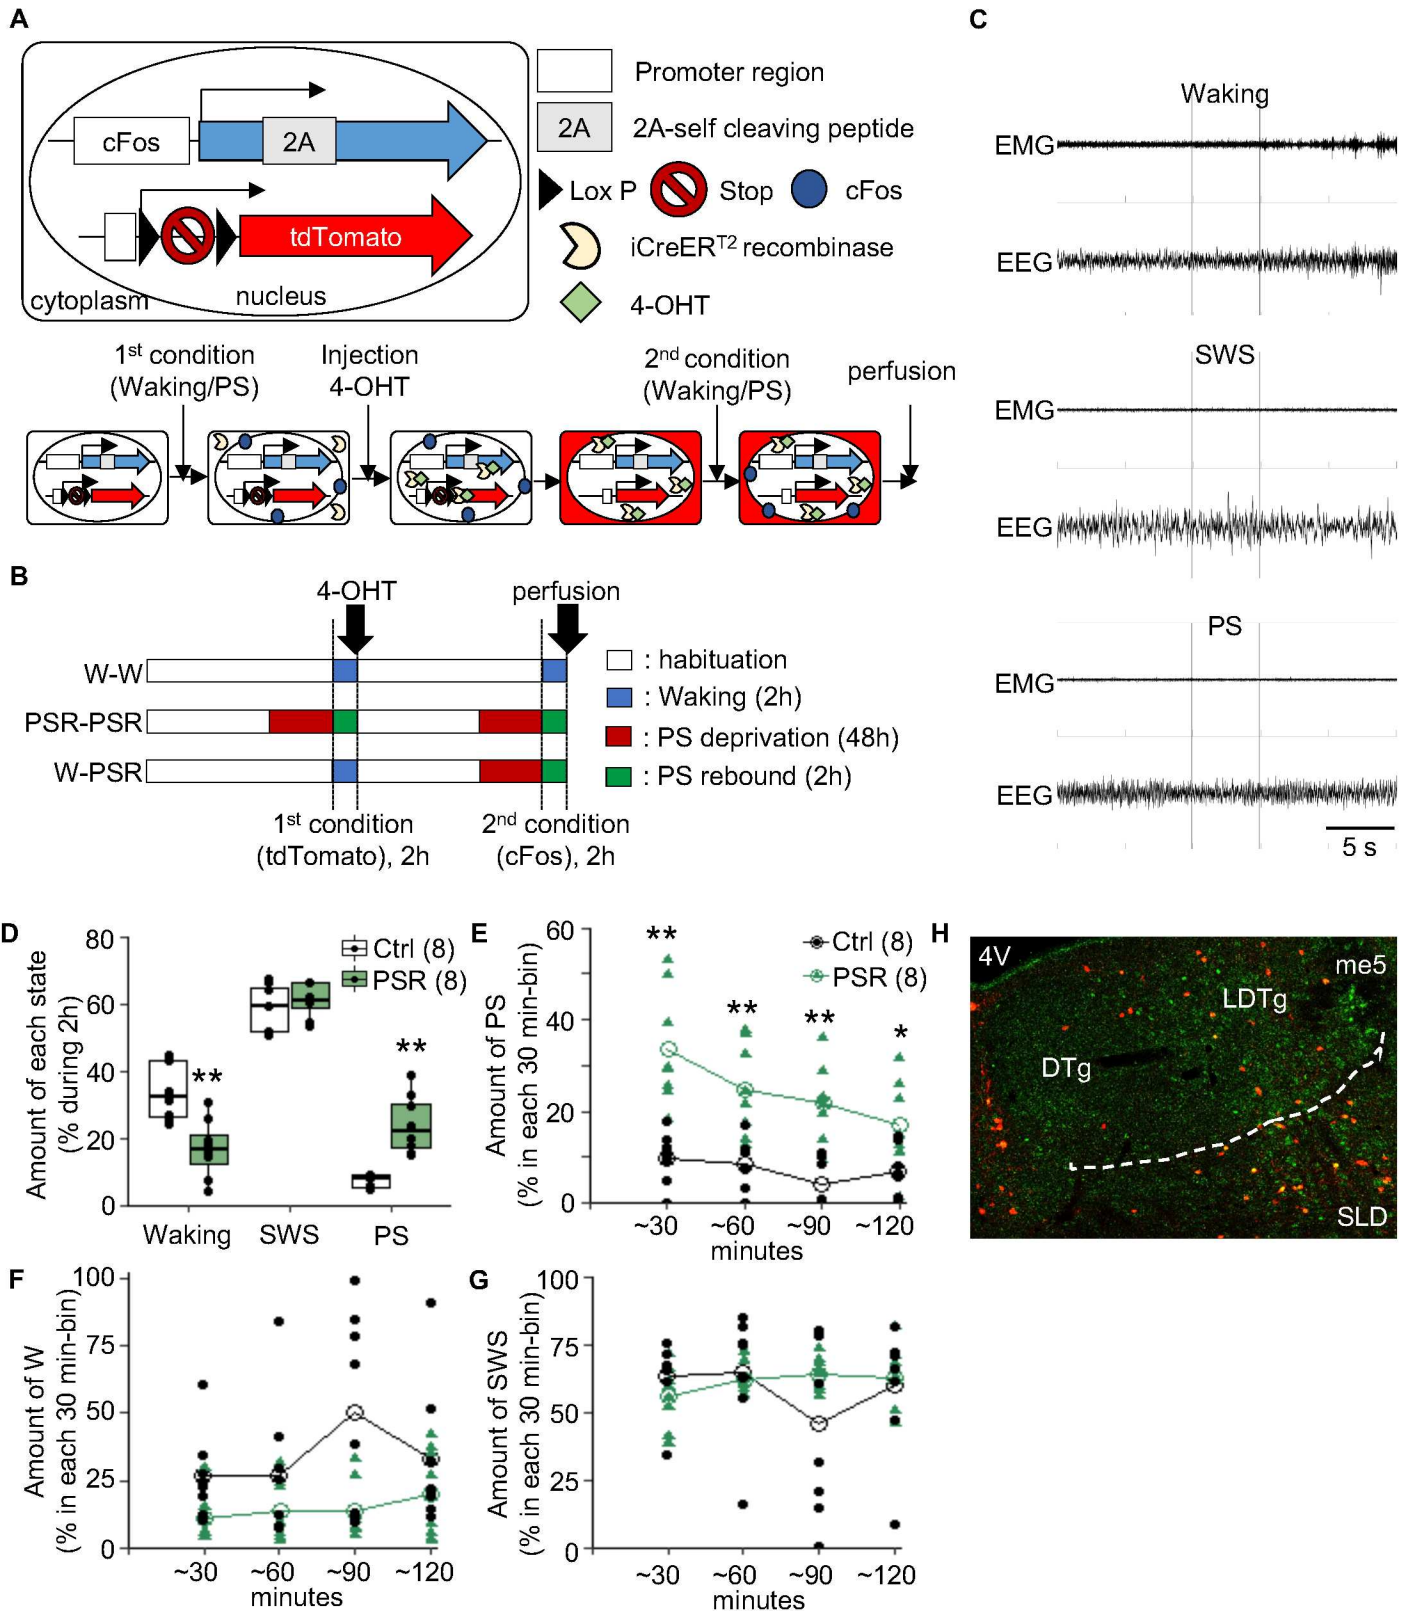 A
cFos
2A
tdTomato
cytoplasm
nucleus
Promoter region
2A
2A-self cleaving peptide
Lox P
Stop
cFos
iCreER^T2 recombinase
4-OHT
1st condition
(Waking/PS)
Injection
4-OHT
2nd condition
(Waking/PS)
perfusion
B
4-OHT
perfusion
W-W
PSR-PSR
W-PSR
: habituation
: Waking (2h)
: PS deprivation (48h)
: PS rebound (2h)
1st condition
(tdTomato), 2h
2nd condition
(cFos), 2h
C
Waking
EMG
EEG
SWS
EMG
EEG
PS
EMG
EEG
5 s
D
Amount of each state
(% during 2h)
80
60
40
20
0
Ctrl (8)
PSR (8)
**
**
Waking
SWS
PS
E
Amount of PS
(% in each 30 min-bin)
60
40
20
0
Ctrl (8)
PSR (8)
**
**
**
*
~30
~60
~90
~120
minutes
H
4V
me5
LDTg
DTg
SLD
F
Amount of W
(% in each 30 min-bin)
100
75
50
25
0
~30
~60
~90
~120
minutes
G
Amount of SWS
(% in each 30 min-bin)
100
75
50
25
0
~30
~60
~90
~120
minutes